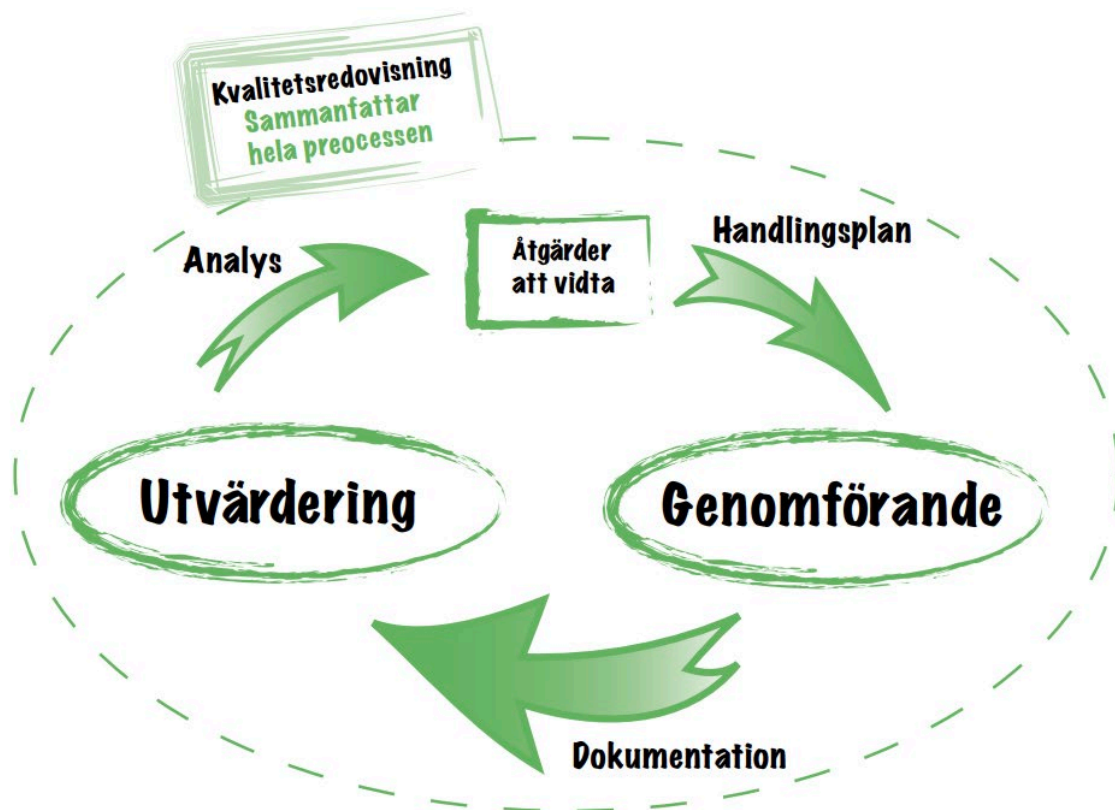 Kvalitetsredovisning
Sammanfattar
hela preocessen
Analys
Åtgärder
att vidta
Handlingsplan
Utvärdering
Genomförande
Dokumentation